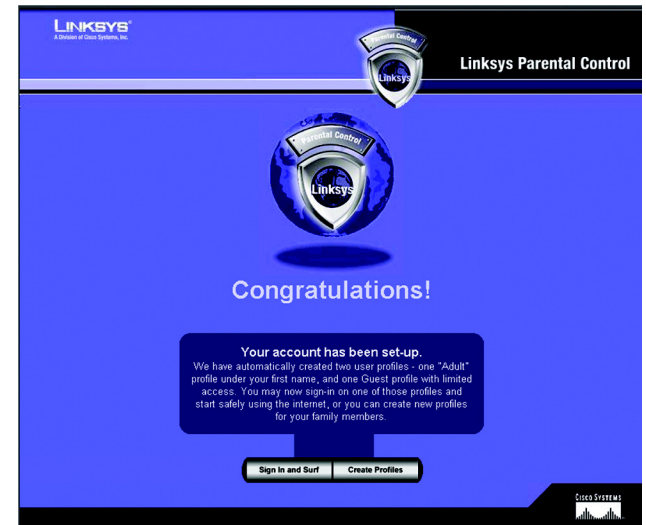 LINKSYS®
A Division of Cisco Systems, Inc.
Parental Control
Linksys
Linksys Parental Control
Parental Control
Linksys
Congratulations!
Your account has been set-up.
We have automatically created two user profiles - one "Adult"
profile under your first name, and one Guest profile with limited
access. You may now sign-in on one of those profiles and
start safely using the internet, or you can create new profiles
for your family members.
Sign In and Surf
Create Profiles
CISCO SYSTEMS